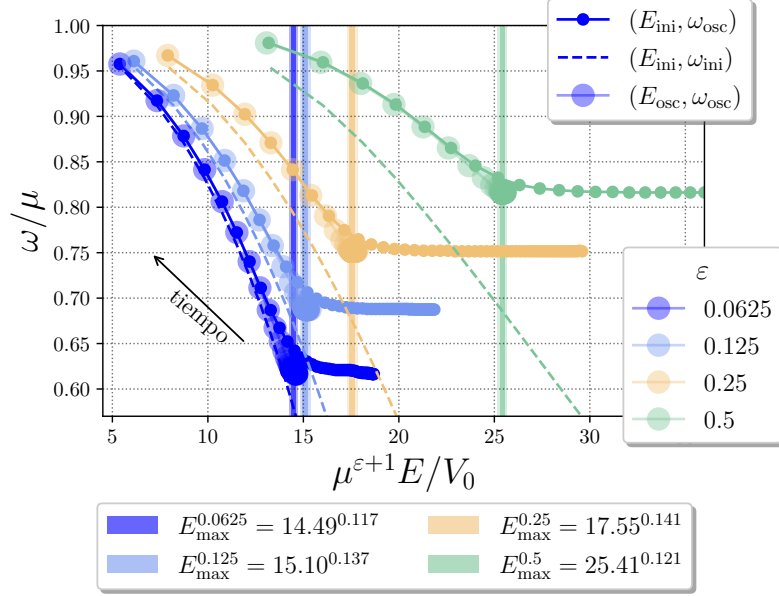 1.00
0.95
0.90
0.85
0.80
0.75
0.70
0.65
0.60
ω/μ
5
10
15
20
25
30
μ^{ε+1}E/V_0
tiempo
(E_ini, ω_osc)
(E_ini, ω_ini)
(E_osc, ω_osc)
ε
0.0625
0.125
0.25
0.5
E_max^{0.0625} = 14.49^{0.117}
E_max^{0.125} = 15.10^{0.137}
E_max^{0.25} = 17.55^{0.141}
E_max^{0.5} = 25.41^{0.121}